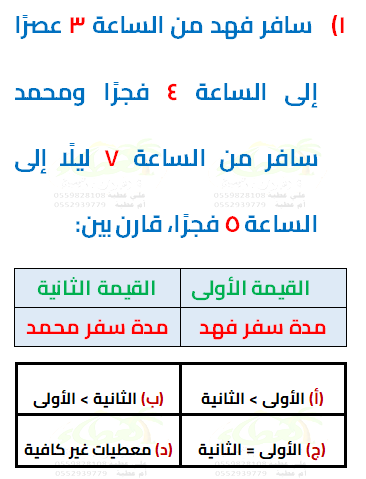 ١) سافر فهد من الساعة ٣ عصرًا
إلى الساعة ٤ فجرًا ومحمد
سافر من الساعة ٧ ليلًا إلى
الساعة ٥ فجرًا، قارن بين:
القيمة الأولى القيمة الثانية
مدة سفر فهد مدة سفر محمد
(أ) الأولى > الثانية (ب) الثانية > الأولى
(ج) الأولى = الثانية (د) معطيات غير كافية